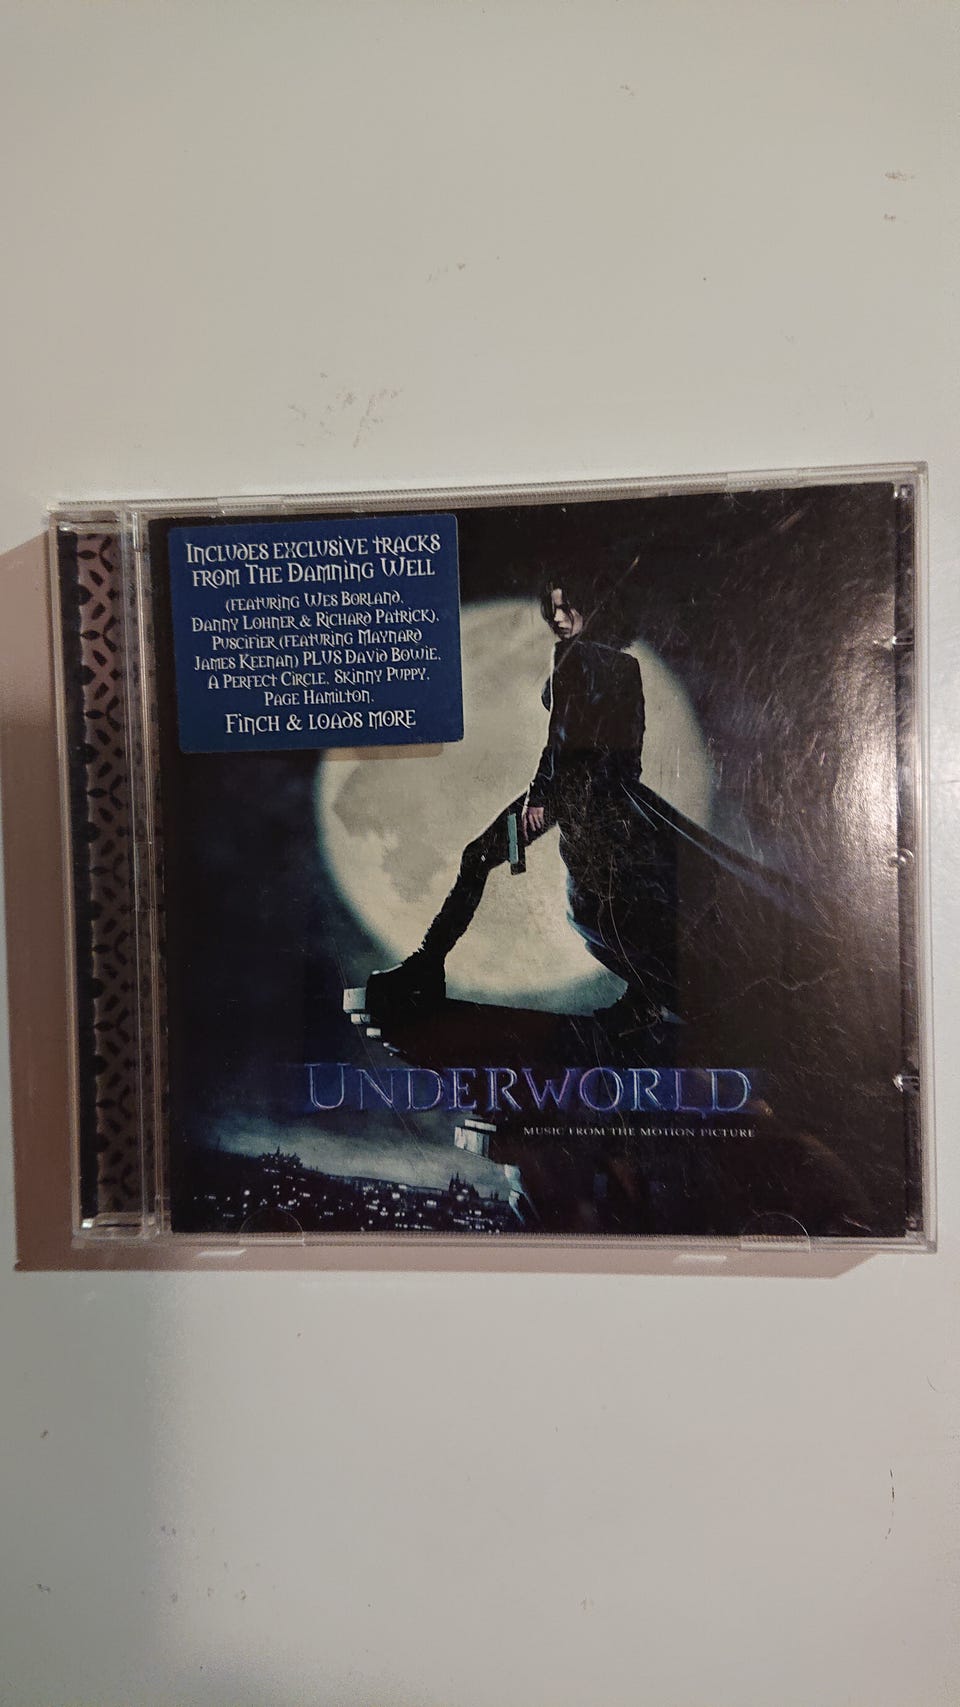 Includes exclusive tracks
from The Damning Well
(featuring Wes Borland,
Danny Lohner & Richard Patrick),
Puscifier (featuring Maynard
James Keenan) PLUS David Bowie,
A Perfect Circle, Skinny Puppy,
Page Hamilton,
Finch & loads more
UNDERWORLD
MUSIC FROM THE MOTION PICTURE